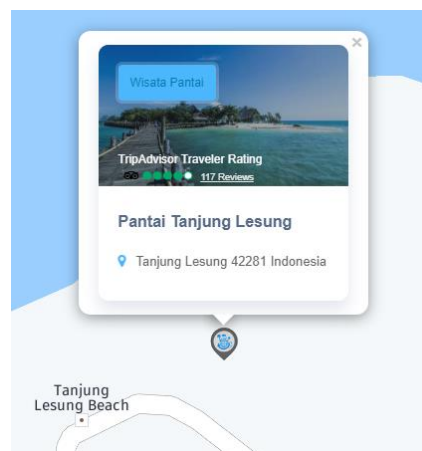 ×
Wisata Pantai
TripAdvisor Traveler Rating
117 Reviews
Pantai Tanjung Lesung
Tanjung Lesung 42281 Indonesia
Tanjung
Lesung Beach